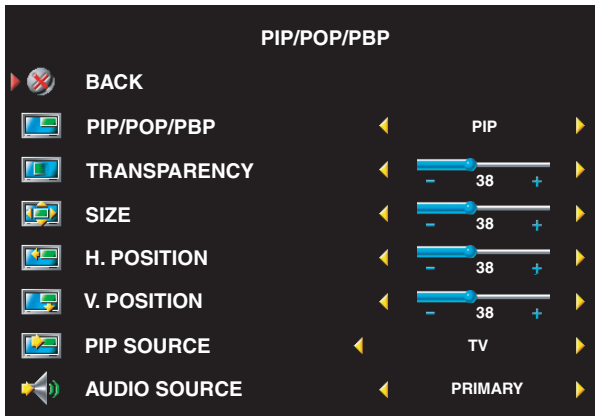 PIP/POP/PBP
BACK
PIP/POP/PBP PIP
TRANSPARENCY
- 38 +
SIZE
- 38 +
H. POSITION
- 38 +
V. POSITION
- 38 +
PIP SOURCE TV
AUDIO SOURCE PRIMARY